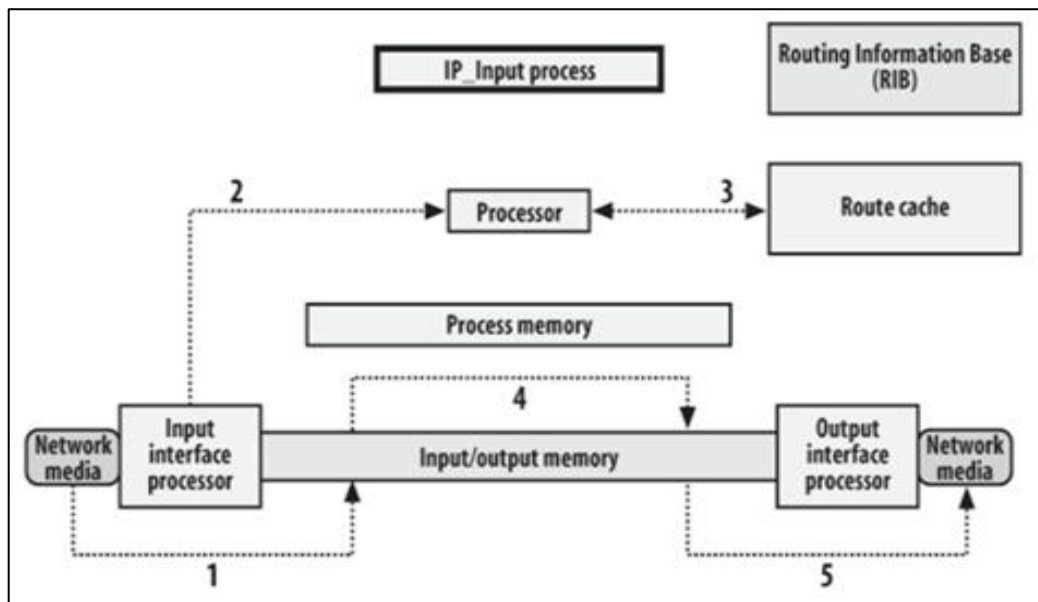 IP_Input process
Routing Information Base
(RIB)
2
Processor
3
Route cache
Process memory
4
Network
media
Input
interface
processor
Input/output memory
Output
interface
processor
Network
media
1
5